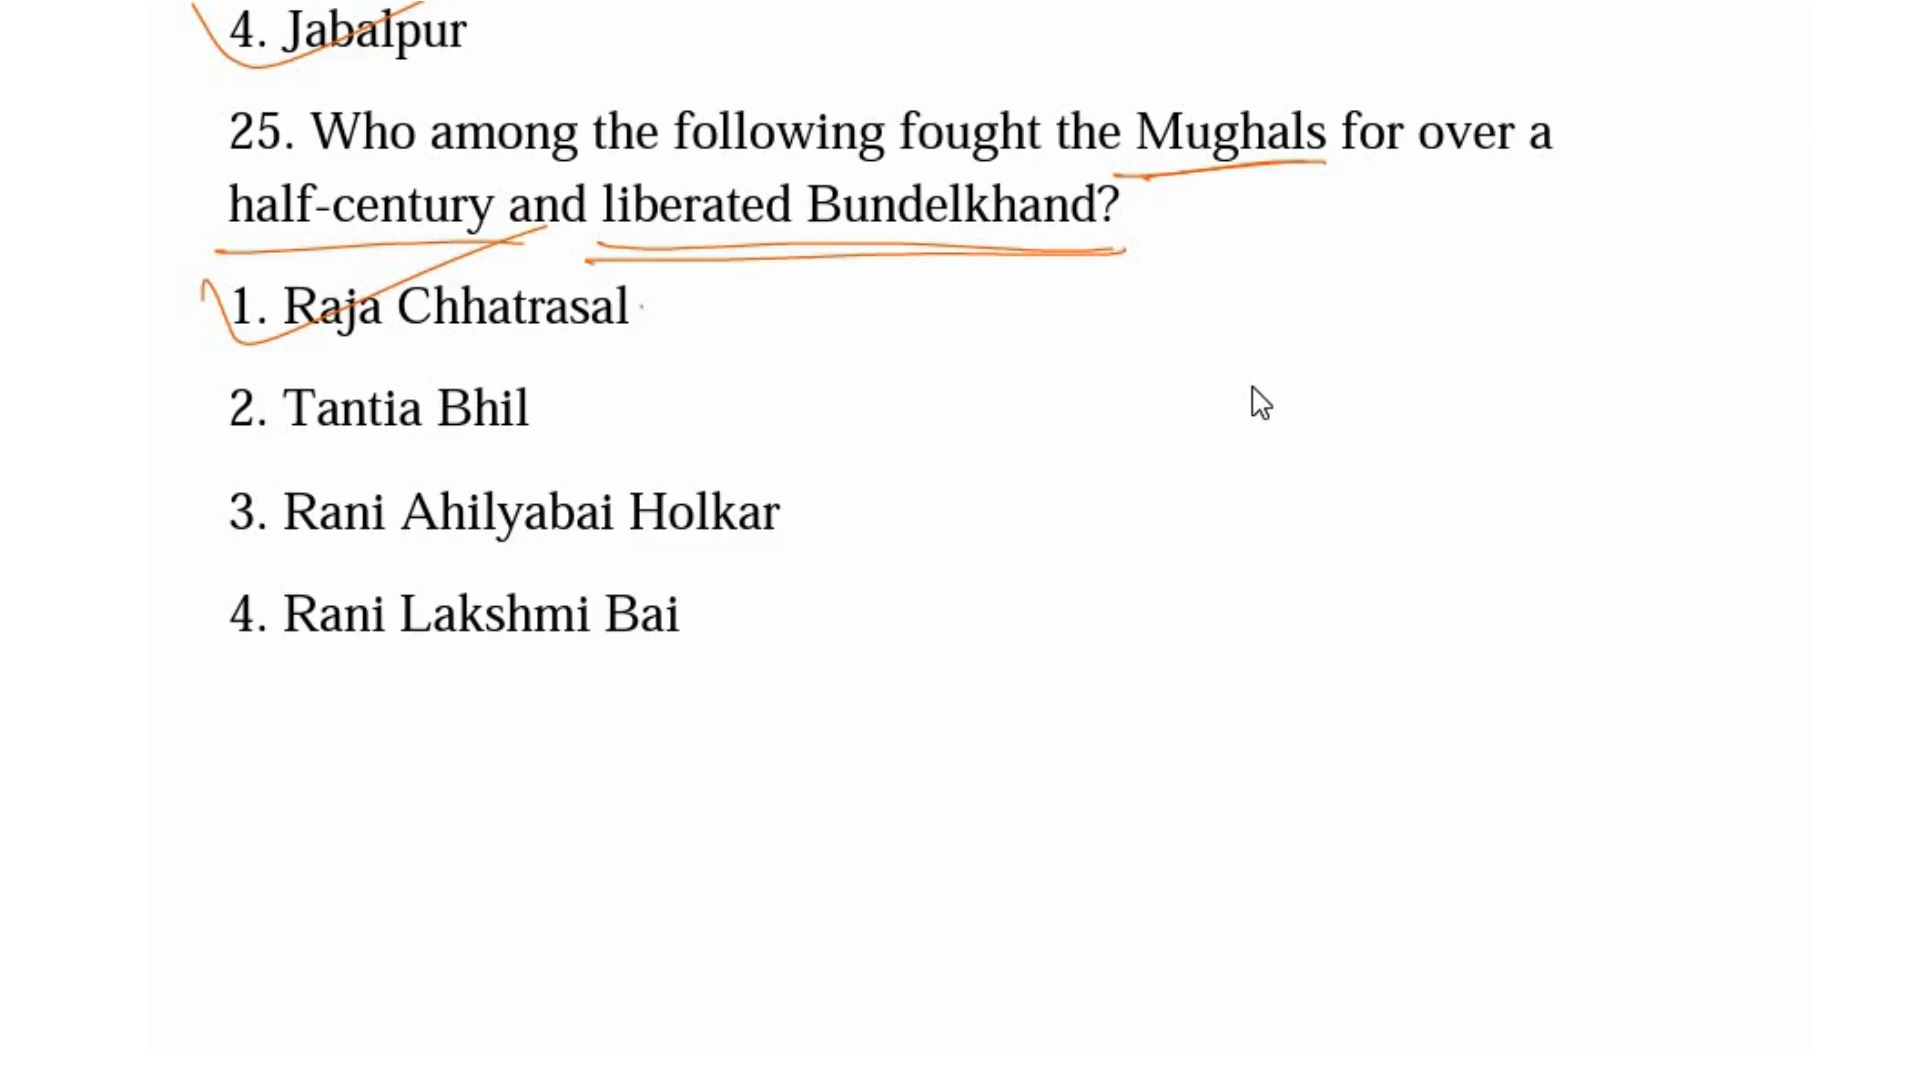 4. Jabalpur
25. Who among the following fought the Mughals for over a
half-century and liberated Bundelkhand?
1. Raja Chhatrasal
2. Tantia Bhil
3. Rani Ahilyabai Holkar
4. Rani Lakshmi Bai